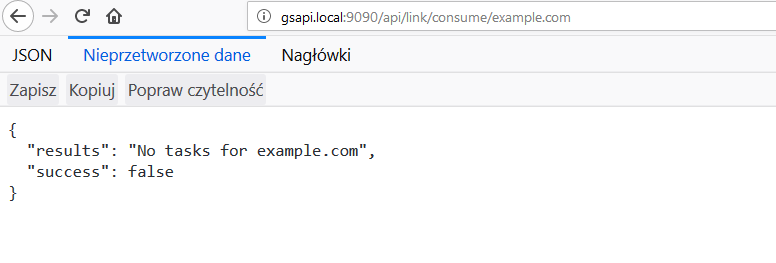 gsapi.local:9090/api/link/consume/example.com
JSON Nieprzetworzone dane Nagłówki
Zapisz Kopiuj Popraw czytelność
{
  "results": "No tasks for example.com",
  "success": false
}